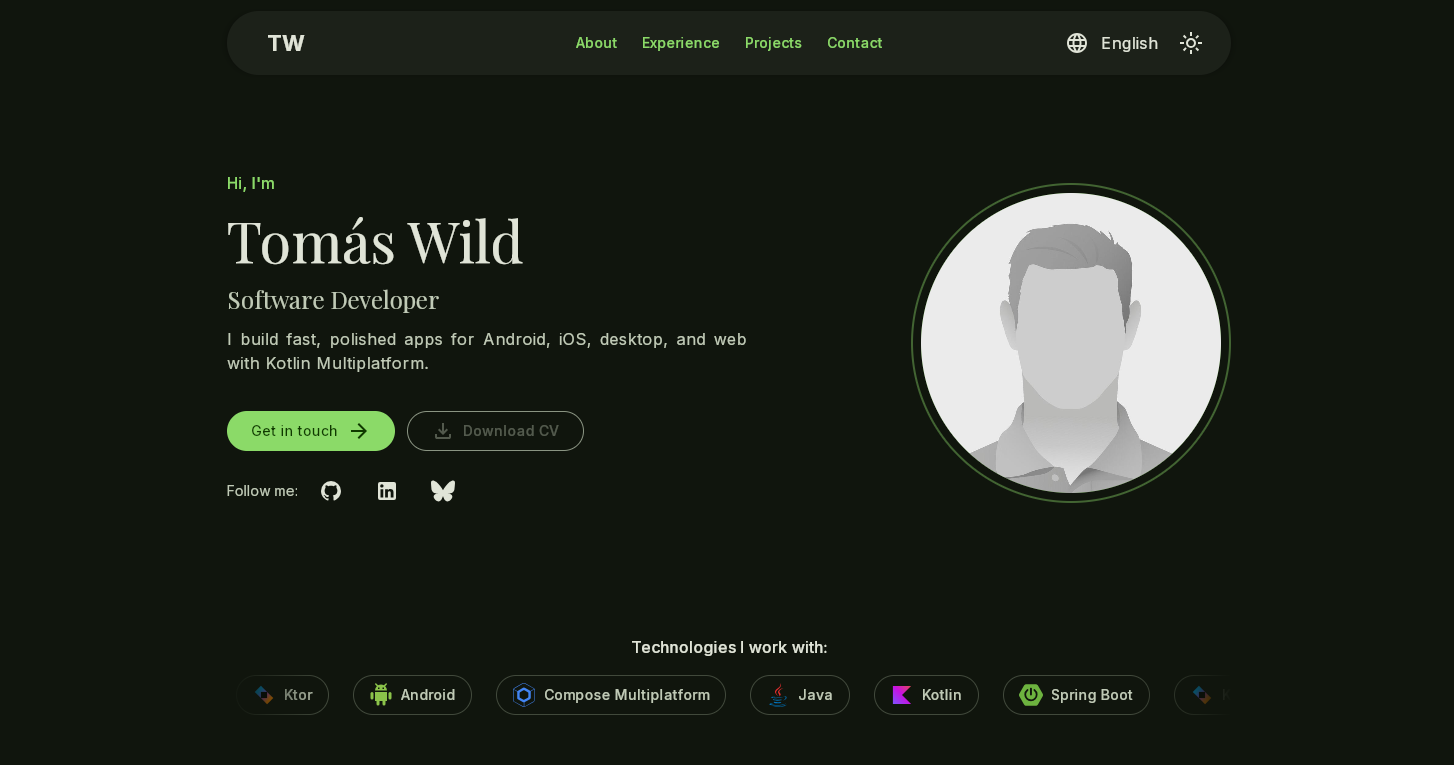 TW
About
Experience
Projects
Contact
English
Hi, I'm
Tomás Wild
Software Developer
I build fast, polished apps for Android, iOS, desktop, and web
with Kotlin Multiplatform.
Get in touch
Download CV
Follow me:
Technologies I work with:
Ktor
Android
Compose Multiplatform
Java
Kotlin
Spring Boot